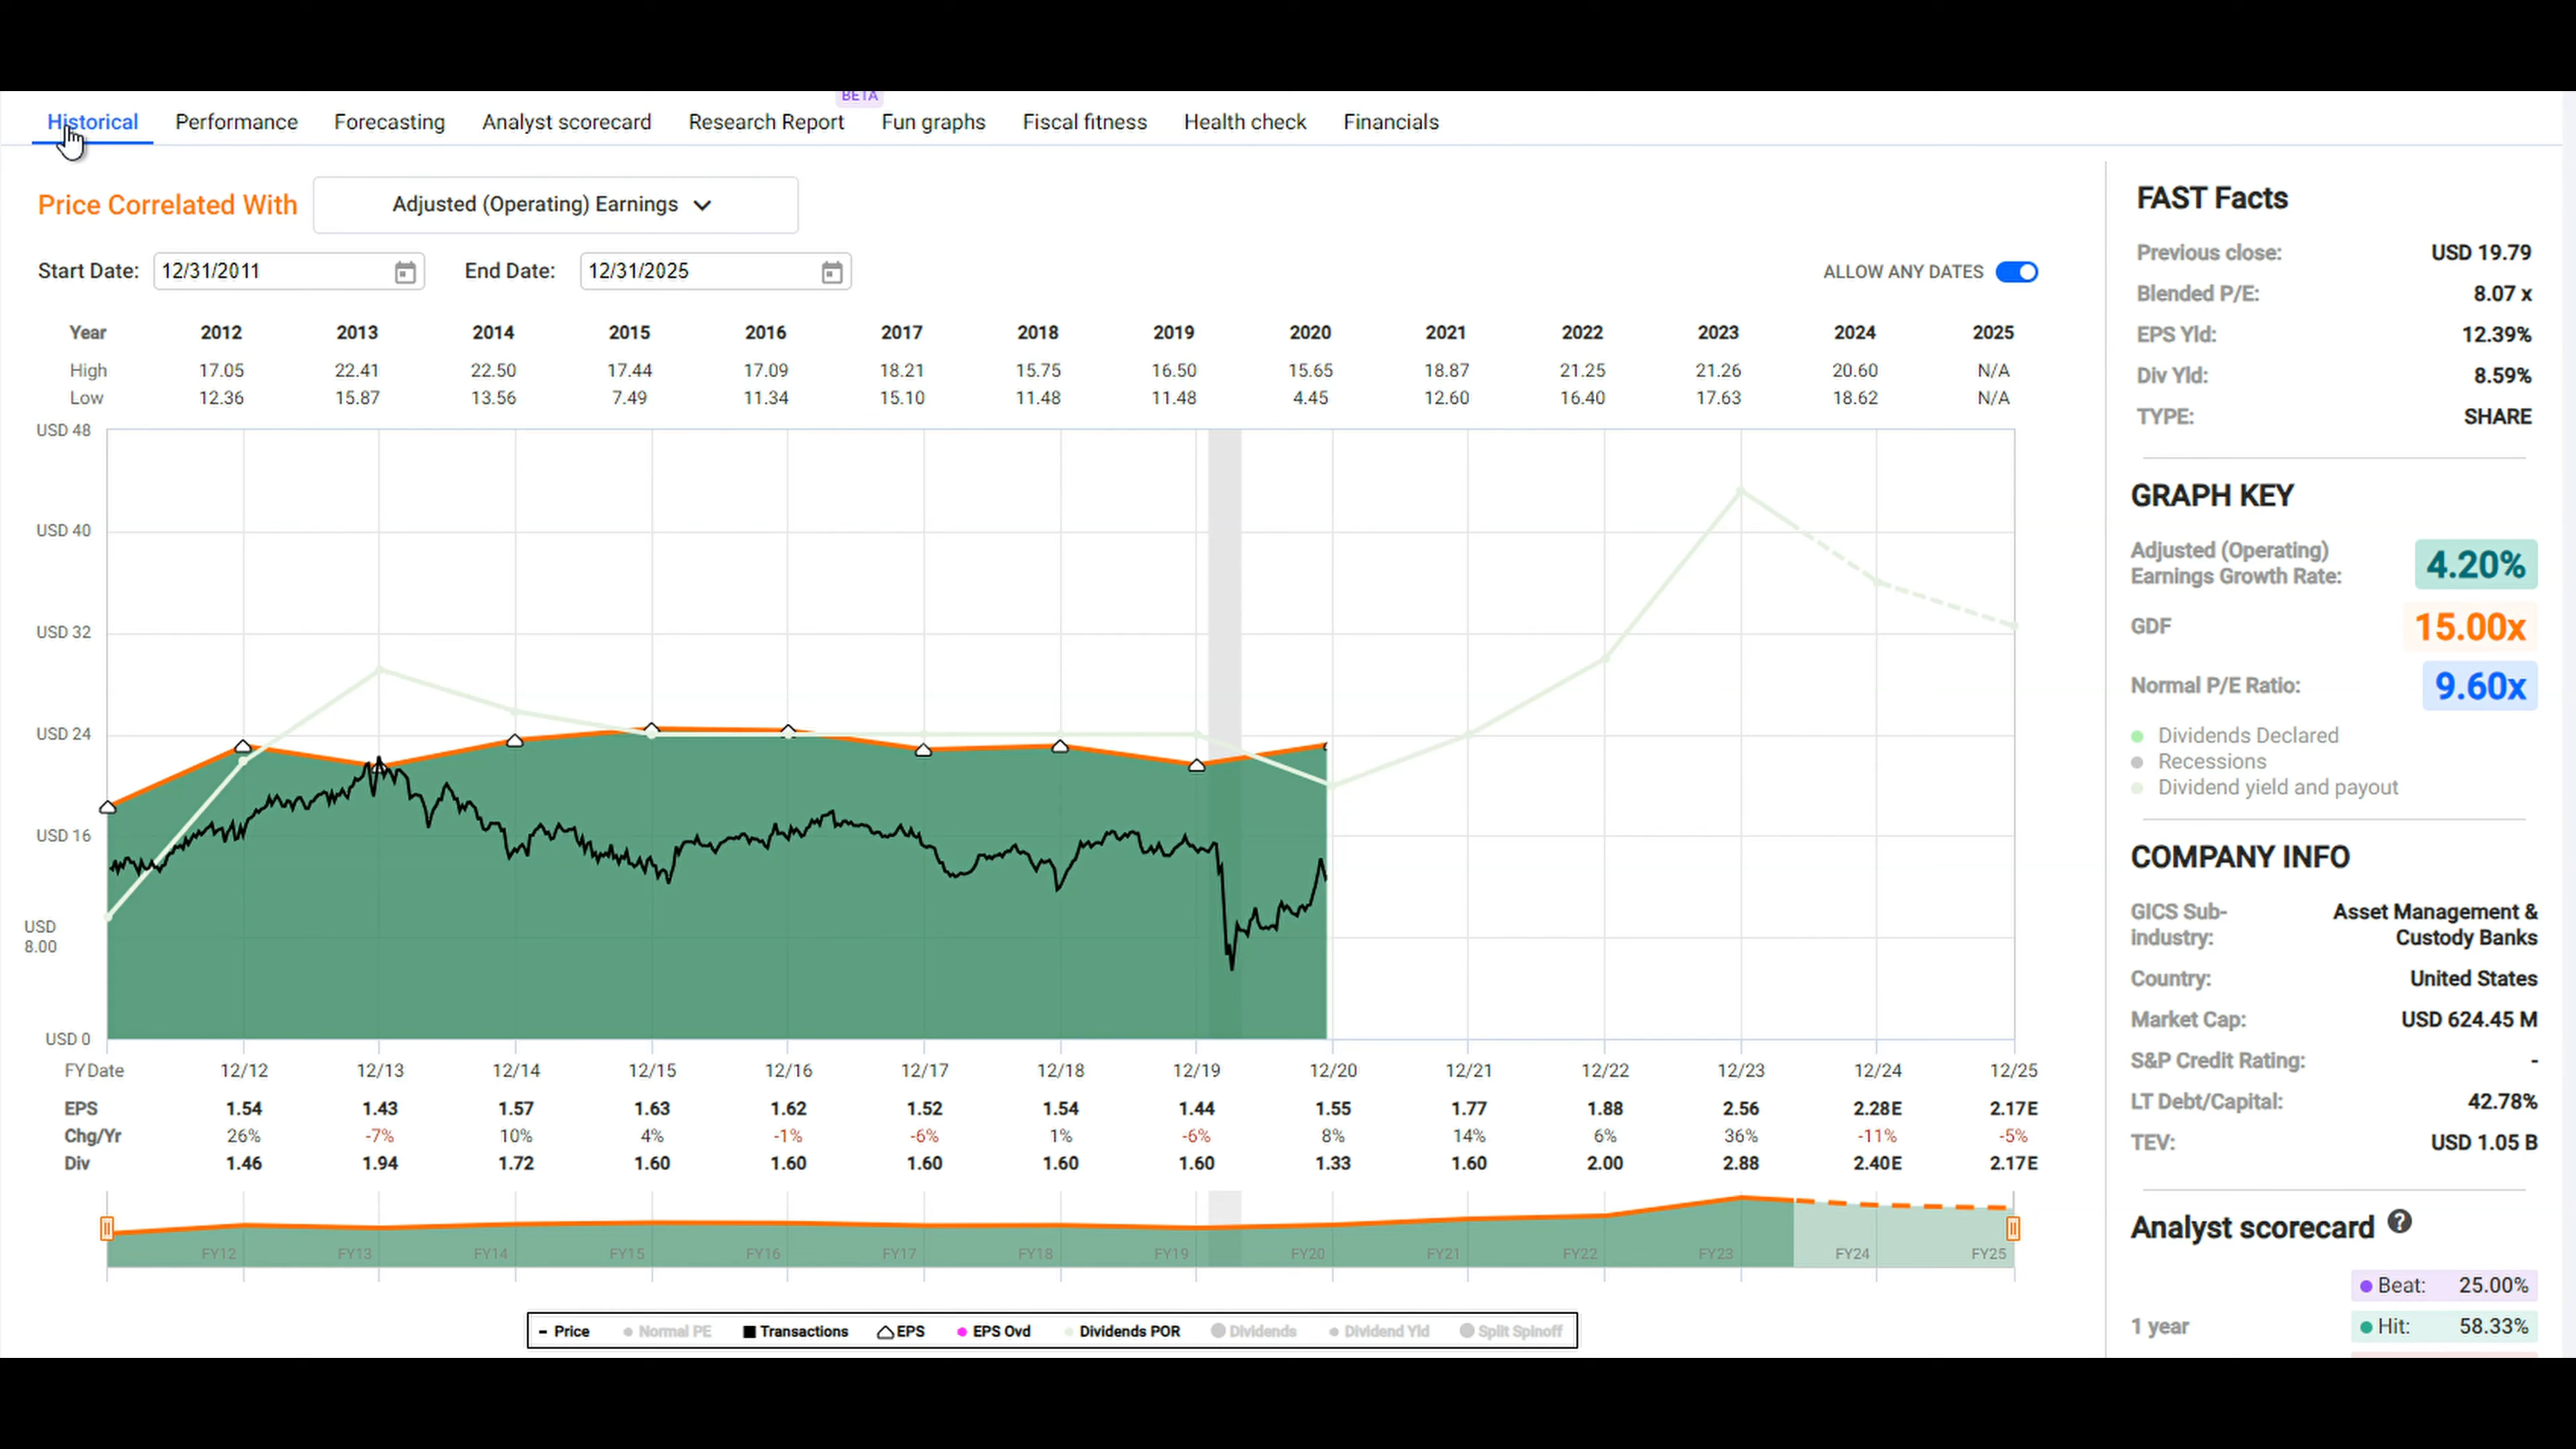 BETA
Historical Performance Forecasting Analyst scorecard Research Report Fun graphs Fiscal fitness Health check Financials
Price Correlated With Adjusted (Operating) Earnings
Start Date: 12/31/2011 End Date: 12/31/2025 ALLOW ANY DATES
Year 2012 2013 2014 2015 2016 2017 2018 2019 2020 2021 2022 2023 2024 2025
High 17.05 22.41 22.50 17.44 17.09 18.21 15.75 16.50 15.65 18.87 21.25 21.26 20.60 N/A
Low 12.36 15.87 13.56 7.49 11.34 15.10 11.48 11.48 4.45 12.60 16.40 17.63 18.62 N/A
USD 48
USD 40
USD 32
USD 24
USD 16
USD
8.00
USD 0
FY Date 12/12 12/13 12/14 12/15 12/16 12/17 12/18 12/19 12/20 12/21 12/22 12/23 12/24 12/25
EPS 1.54 1.43 1.57 1.63 1.62 1.52 1.54 1.44 1.55 1.77 1.88 2.56 2.28E 2.17E
Chg/Yr 26% -7% 10% 4% -1% -6% 1% -6% 8% 14% 6% 36% -11% -5%
Div 1.46 1.94 1.72 1.60 1.60 1.60 1.60 1.60 1.33 1.60 2.00 2.88 2.40E 2.17E
FY12 FY13 FY14 FY15 FY16 FY17 FY18 FY19 FY20 FY21 FY22 FY23 FY24 FY25
Price Normal PE Transactions EPS EPS Ovd Dividends POR Dividends Dividend Yld Split Spinoff
FAST Facts
Previous close: USD 19.79
Blended P/E: 8.07 x
EPS Yld: 12.39%
Div Yld: 8.59%
TYPE: SHARE
GRAPH KEY
Adjusted (Operating)
Earnings Growth Rate: 4.20%
GDF 15.00x
Normal P/E Ratio: 9.60x
Dividends Declared
Recessions
Dividend yield and payout
COMPANY INFO
GICS Sub- Asset Management &
industry: Custody Banks
Country: United States
Market Cap: USD 624.45 M
S&P Credit Rating: -
LT Debt/Capital: 42.78%
TEV: USD 1.05 B
Analyst scorecard ?
Beat: 25.00%
1 year Hit: 58.33%